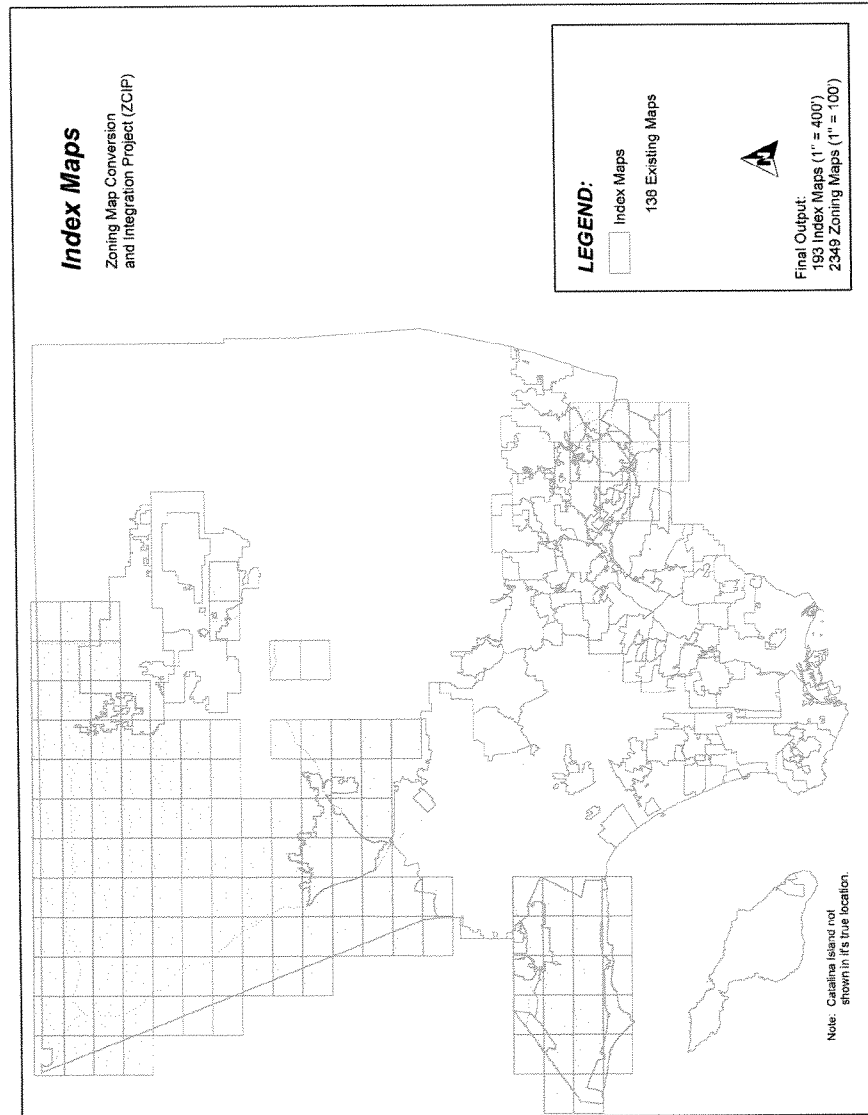 Index Maps
Zoning Map Conversion
and Integration Project (ZCIP)
LEGEND:
Index Maps
138 Existing Maps
N
Final Output:
193 Index Maps (1" = 400')
2349 Zoning Maps (1" = 100')
Note: Catalina Island not
shown in it's true location.